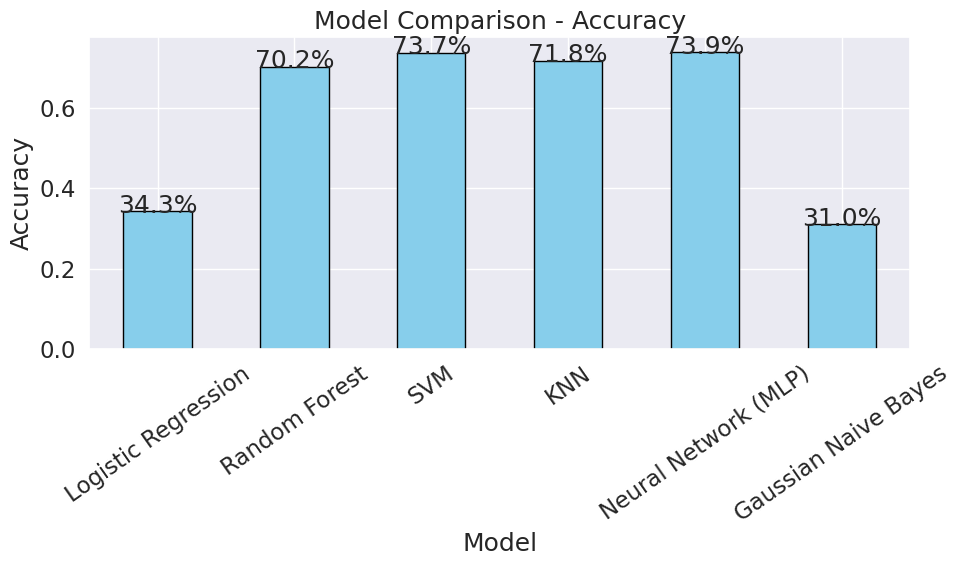 Model Comparison - Accuracy
Accuracy
0.6
0.4
0.2
0.0
34.3%
70.2%
73.7%
71.8%
73.9%
31.0%
Logistic Regression
Random Forest
SVM
KNN
Neural Network (MLP)
Gaussian Naive Bayes
Model